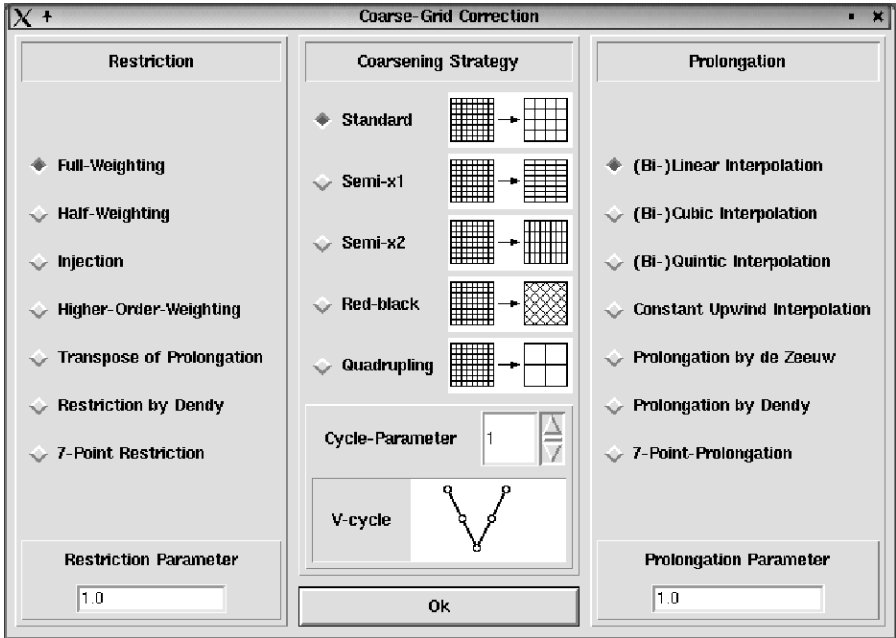 Coarse-Grid Correction
Restriction
Full-Weighting
Half-Weighting
Injection
Higher-Order-Weighting
Transpose of Prolongation
Restriction by Dendy
7-Point Restriction
Restriction Parameter
1.0
Coarsening Strategy
Standard
Semi-x1
Semi-x2
Red-black
Quadrupling
Cycle-Parameter
1
V-cycle
Ok
Prolongation
(Bi-)Linear Interpolation
(Bi-)Cubic Interpolation
(Bi-)Quintic Interpolation
Constant Upwind Interpolation
Prolongation by de Zeeuw
Prolongation by Dendy
7-Point-Prolongation
Prolongation Parameter
1.0